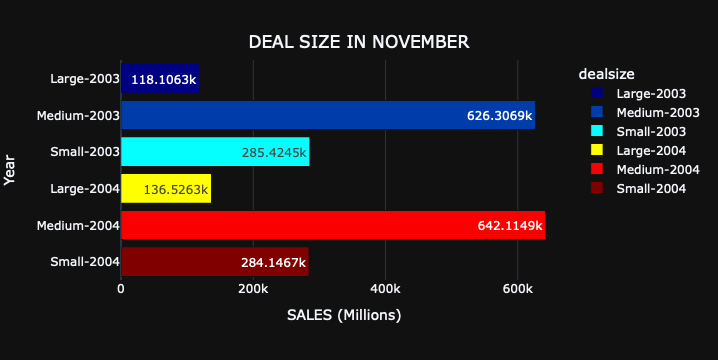 DEAL SIZE IN NOVEMBER
Large-2003
118.1063k
Medium-2003
626.3069k
Small-2003
285.4245k
Large-2004
136.5263k
Medium-2004
642.1149k
Small-2004
284.1467k
0
200k
400k
600k
SALES (Millions)
Year
dealsize
Large-2003
Medium-2003
Small-2003
Large-2004
Medium-2004
Small-2004